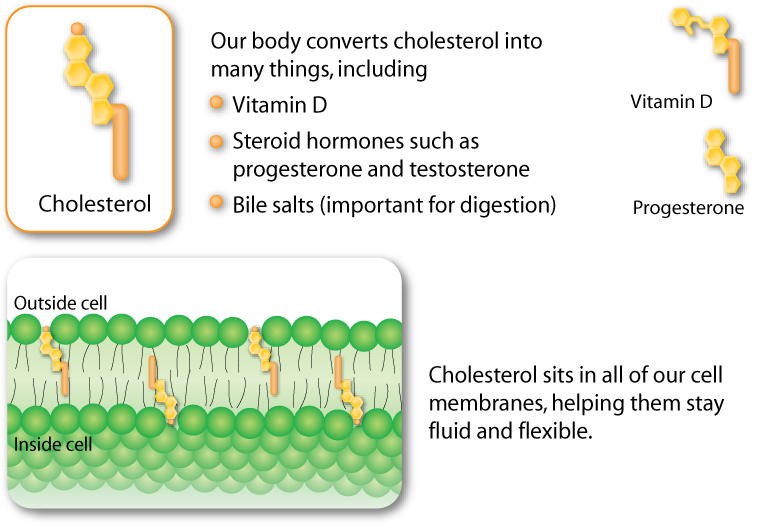 Cholesterol
Our body converts cholesterol into
many things, including
Vitamin D
Steroid hormones such as
progesterone and testosterone
Bile salts (important for digestion)
Vitamin D
Progesterone
Outside cell
Inside cell
Cholesterol sits in all of our cell
membranes, helping them stay
fluid and flexible.